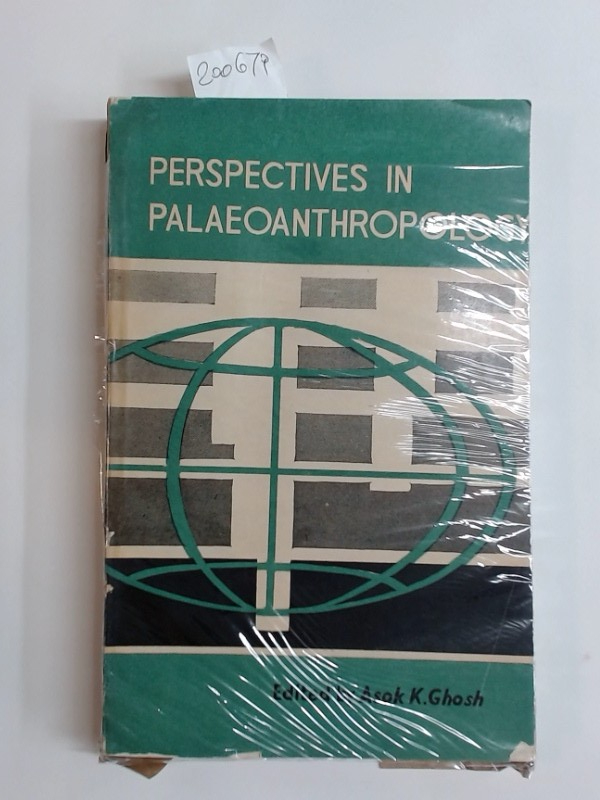 200679
PERSPECTIVES IN
PALAEOANTHROPOLOGY
Edited by Asok K.Ghosh